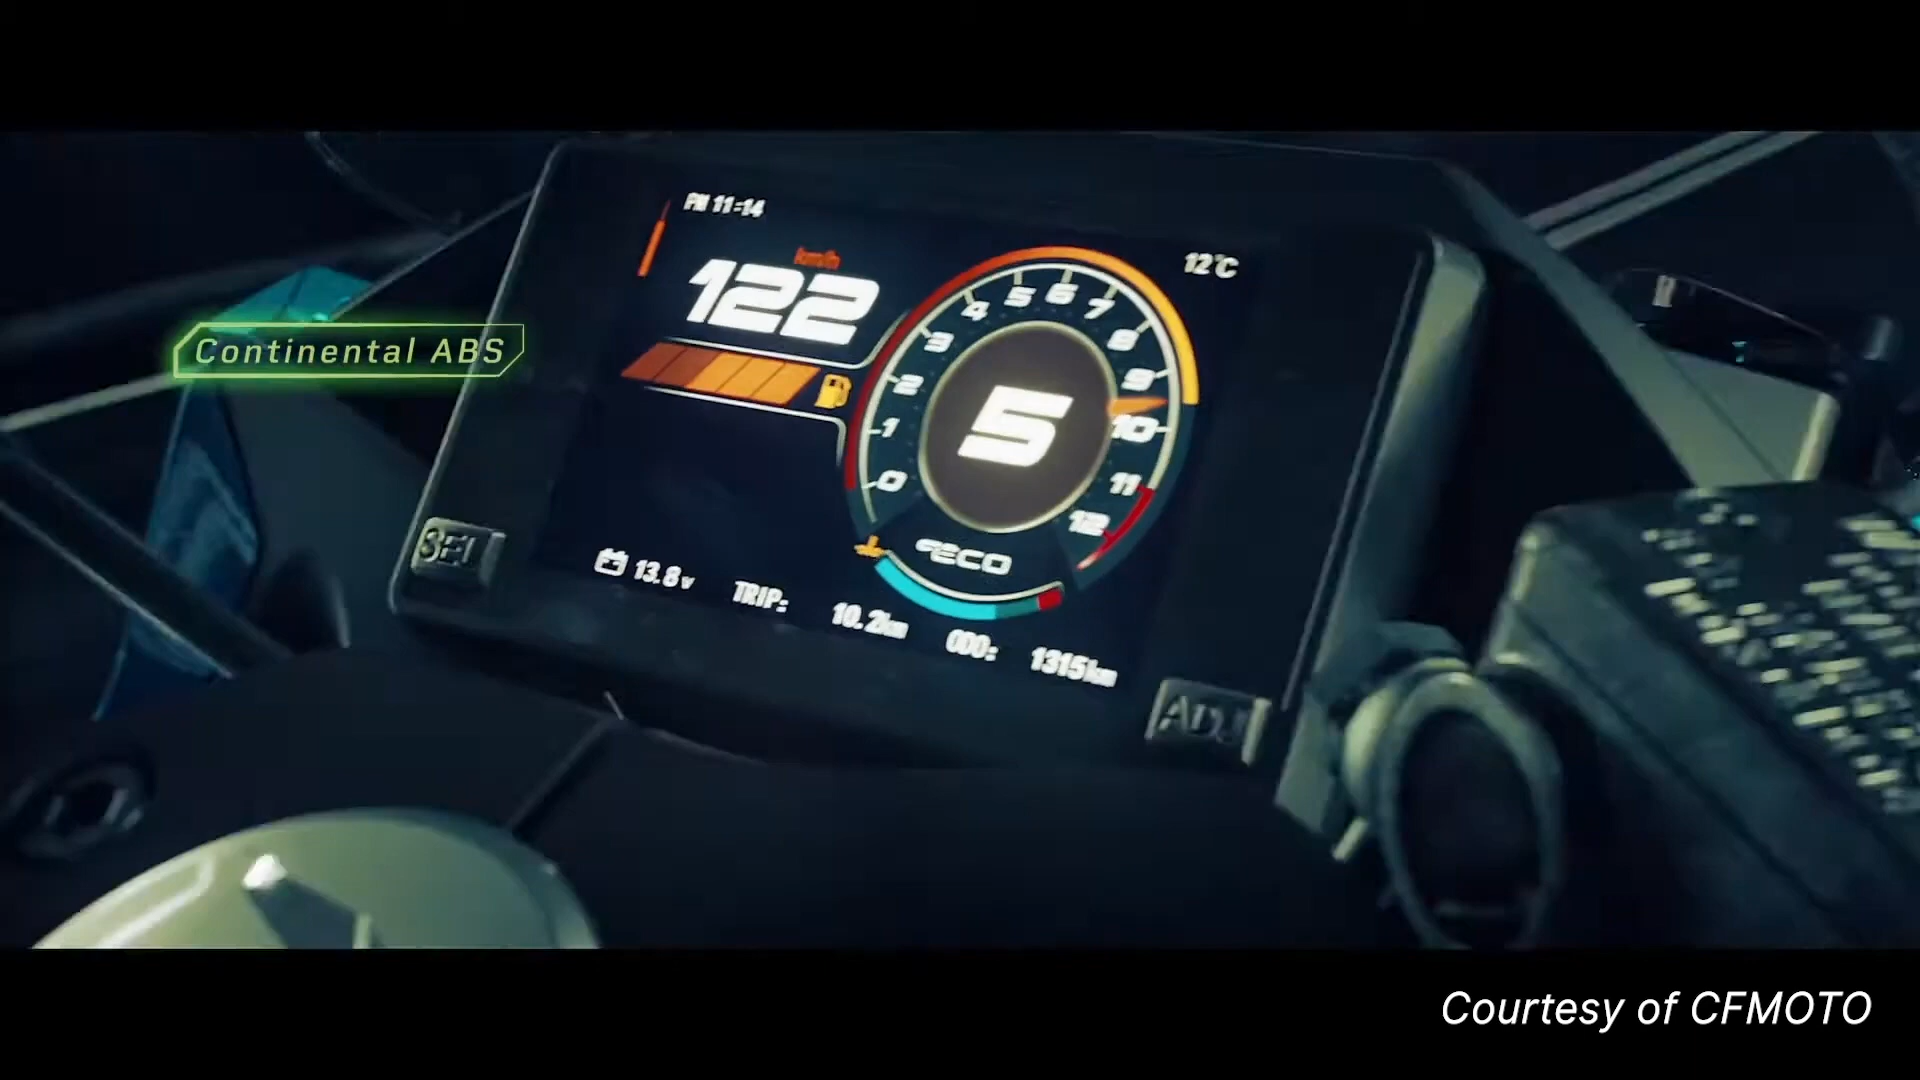 PM 11:14
km/h
122
12°C
Continental ABS
0
1
2
3
4
5
6
7
8
9
10
11
12
5
ECO
SET
13.8v
TRIP:
10.2km
ODO:
1315km
ADJ
Courtesy of CFMOTO